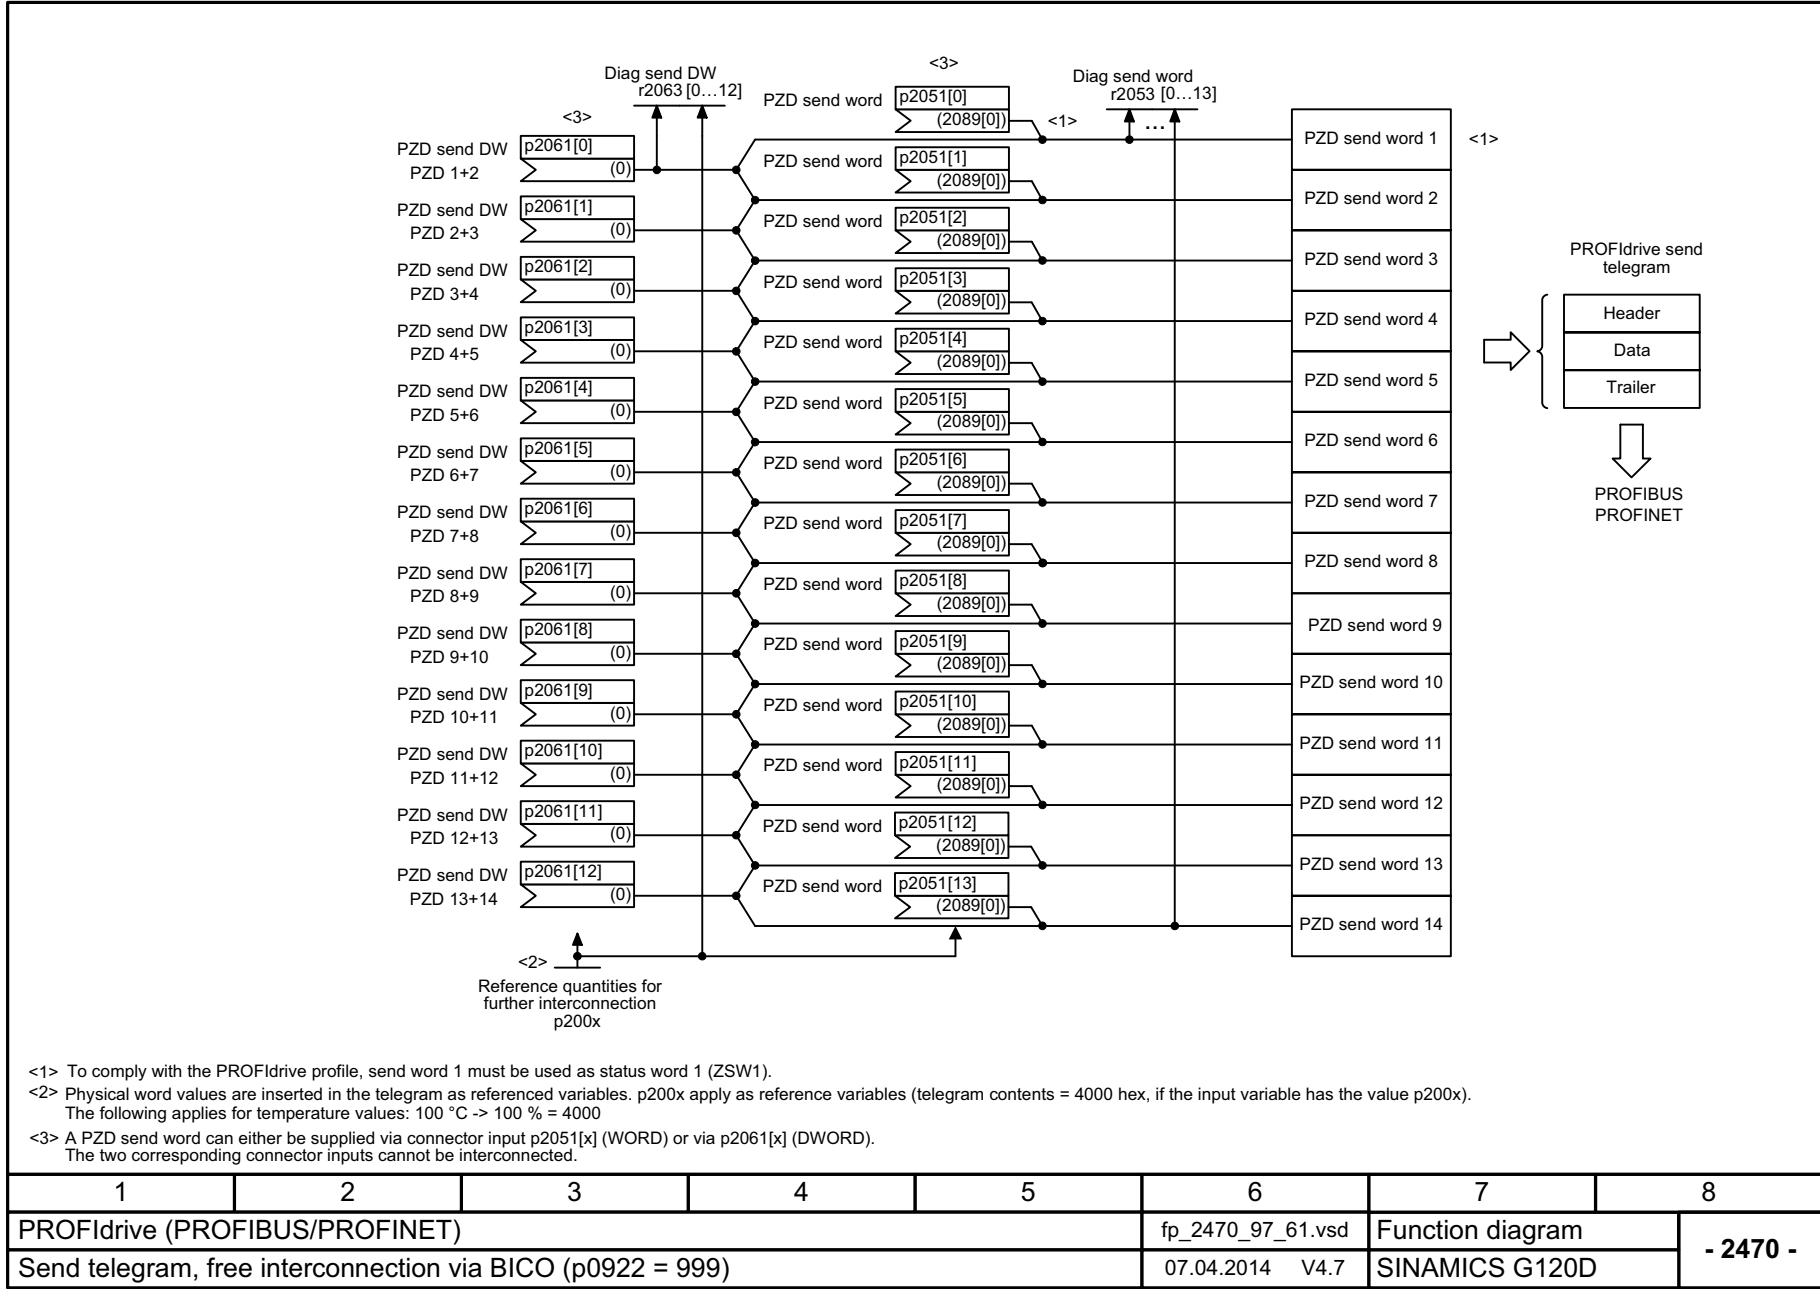 <3>
Diag send DW
r2063 [0...12]
<3>
PZD send DW
PZD 1+2
p2061[0]
(0)
PZD send DW
PZD 2+3
p2061[1]
(0)
PZD send DW
PZD 3+4
p2061[2]
(0)
PZD send DW
PZD 4+5
p2061[3]
(0)
PZD send DW
PZD 5+6
p2061[4]
(0)
PZD send DW
PZD 6+7
p2061[5]
(0)
PZD send DW
PZD 7+8
p2061[6]
(0)
PZD send DW
PZD 8+9
p2061[7]
(0)
PZD send DW
PZD 9+10
p2061[8]
(0)
PZD send DW
PZD 10+11
p2061[9]
(0)
PZD send DW
PZD 11+12
p2061[10]
(0)
PZD send DW
PZD 12+13
p2061[11]
(0)
PZD send DW
PZD 13+14
p2061[12]
(0)
<2>
Reference quantities for
further interconnection
p200x
PZD send word p2051[0]
(2089[0])
<1>
PZD send word p2051[1]
(2089[0])
PZD send word p2051[2]
(2089[0])
PZD send word p2051[3]
(2089[0])
PZD send word p2051[4]
(2089[0])
PZD send word p2051[5]
(2089[0])
PZD send word p2051[6]
(2089[0])
PZD send word p2051[7]
(2089[0])
PZD send word p2051[8]
(2089[0])
PZD send word p2051[9]
(2089[0])
PZD send word p2051[10]
(2089[0])
PZD send word p2051[11]
(2089[0])
PZD send word p2051[12]
(2089[0])
PZD send word p2051[13]
(2089[0])
Diag send word
r2053 [0...13]
...
PZD send word 1 <1>
PZD send word 2
PZD send word 3
PZD send word 4
PZD send word 5
PZD send word 6
PZD send word 7
PZD send word 8
PZD send word 9
PZD send word 10
PZD send word 11
PZD send word 12
PZD send word 13
PZD send word 14
PROFIdrive send
telegram
Header
Data
Trailer
PROFIBUS
PROFINET
<1> To comply with the PROFIdrive profile, send word 1 must be used as status word 1 (ZSW1).
<2> Physical word values are inserted in the telegram as referenced variables. p200x apply as reference variables (telegram contents = 4000 hex, if the input variable has the value p200x).
The following applies for temperature values: 100 °C -> 100 % = 4000
<3> A PZD send word can either be supplied via connector input p2051[x] (WORD) or via p2061[x] (DWORD).
The two corresponding connector inputs cannot be interconnected.
1 2 3 4 5 6 7 8
PROFIdrive (PROFIBUS/PROFINET) fp_2470_97_61.vsd Function diagram
- 2470 -
Send telegram, free interconnection via BICO (p0922 = 999) 07.04.2014 V4.7 SINAMICS G120D